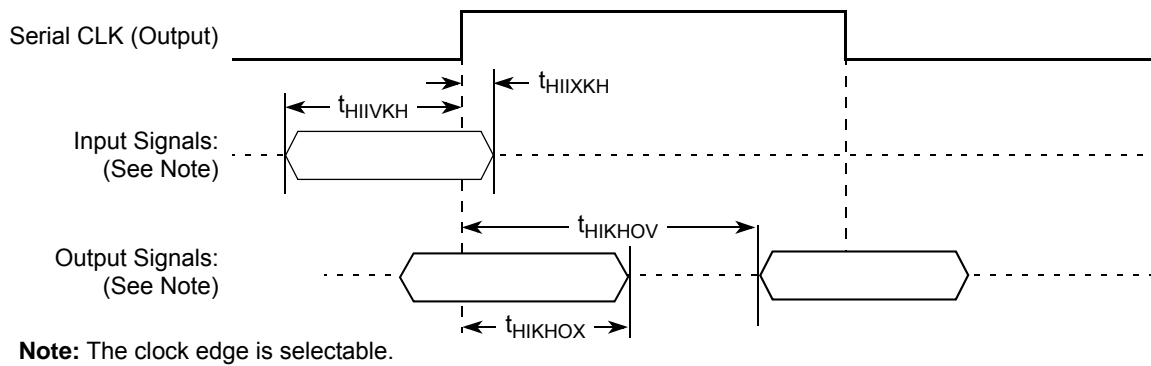 Serial CLK (Output)
tHIIXKH
tHIIVKH
Input Signals:
(See Note)
tHIKHOV
Output Signals:
(See Note)
tHIKHOX
Note: The clock edge is selectable.